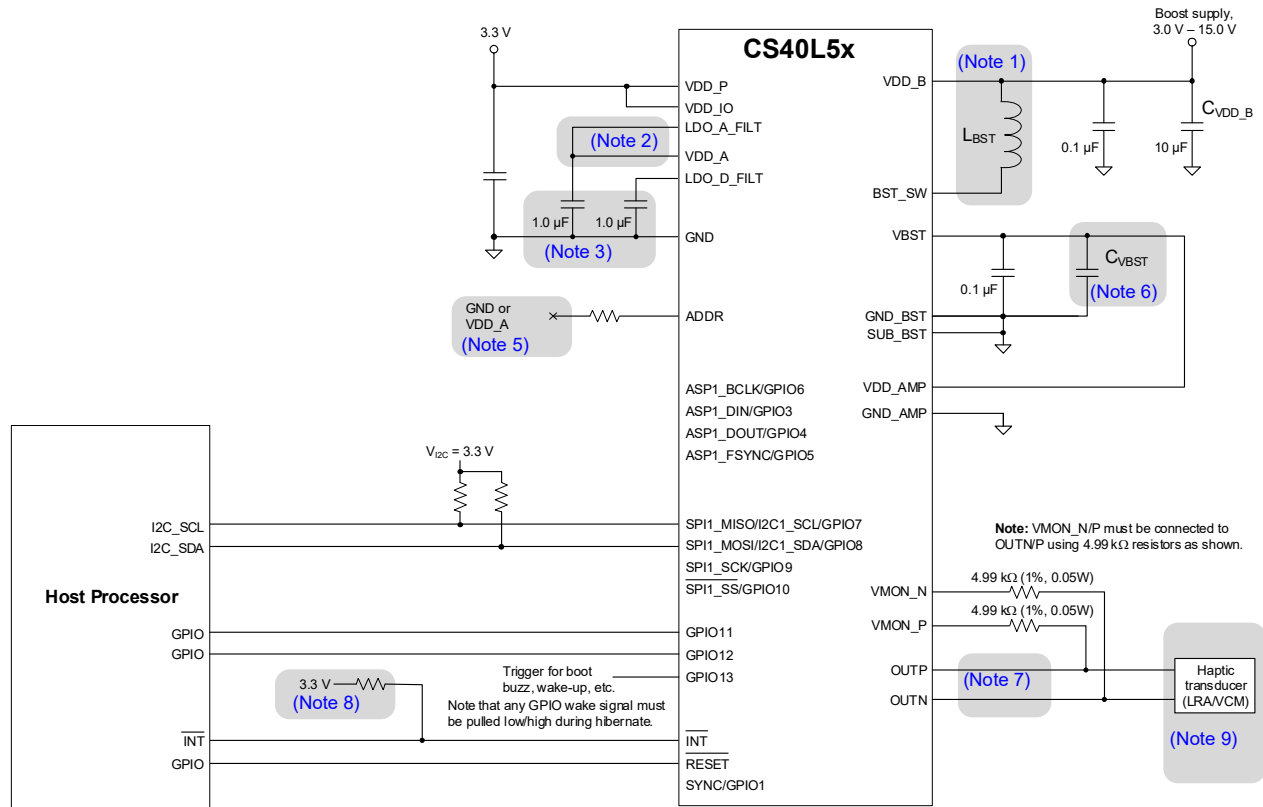 CS40L5x
3.3 V
VDD_P
VDD_IO
LDO_A_FILT
(Note 2)
VDD_A
LDO_D_FILT
1.0 µF
1.0 µF
(Note 3)
GND
GND or
VDD_A
(Note 5)
ADDR
ASP1_BCLK/GPIO6
ASP1_DIN/GPIO3
ASP1_DOUT/GPIO4
ASP1_FSYNC/GPIO5
Boost supply,
3.0 V – 15.0 V
(Note 1)
VDD_B
LBST
0.1 µF
CVDD_B
10 µF
BST_SW
VBST
0.1 µF
CVBST
(Note 6)
GND_BST
SUB_BST
VDD_AMP
GND_AMP
Host Processor
VI2C = 3.3 V
I2C_SCL
I2C_SDA
SPI1_MISO/I2C1_SCL/GPIO7
SPI1_MOSI/I2C1_SDA/GPIO8
SPI1_SCK/GPIO9
SPI1_SS/GPIO10
GPIO
GPIO
GPIO11
GPIO12
GPIO13
Trigger for boot
buzz, wake-up, etc.
Note that any GPIO wake signal must
be pulled low/high during hibernate.
3.3 V
(Note 8)
INT
GPIO
INT
RESET
SYNC/GPIO1
Note: VMON_N/P must be connected to
OUTN/P using 4.99 kΩ resistors as shown.
4.99 kΩ (1%, 0.05W)
VMON_N
4.99 kΩ (1%, 0.05W)
VMON_P
OUTP
OUTN
(Note 7)
Haptic
transducer
(LRA/VCM)
(Note 9)